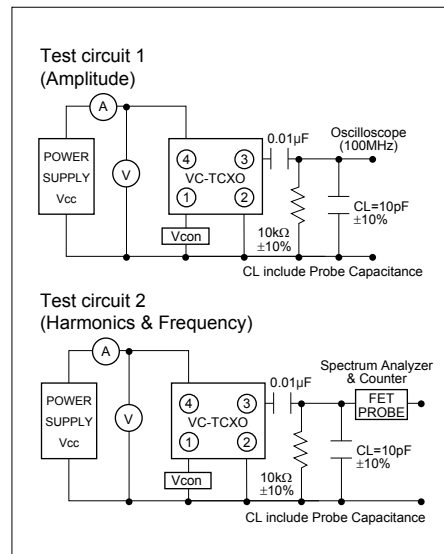 Test circuit 1
(Amplitude)
A
POWER
SUPPLY
Vcc
V
4
3
VC-TCXO
1
2
Vcon
0.01µF
Oscilloscope
(100MHz)
10kΩ
±10%
CL=10pF
±10%
CL include Probe Capacitance
Test circuit 2
(Harmonics & Frequency)
A
POWER
SUPPLY
Vcc
V
4
3
VC-TCXO
1
2
Vcon
0.01µF
Spectrum Analyzer
& Counter
FET
PROBE
10kΩ
±10%
CL=10pF
±10%
CL include Probe Capacitance